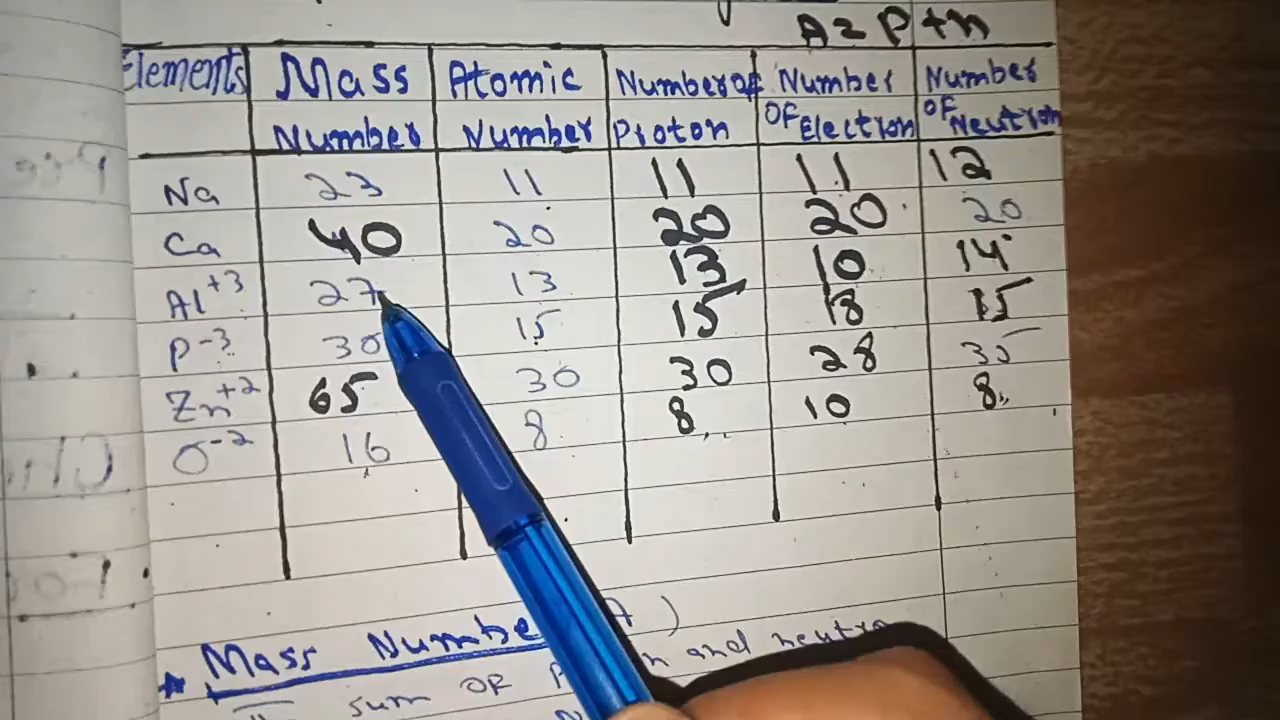 A = P + n
Elements Mass Number Atomic Number Number of Proton Number OF Electron Number OF Neutron
Na 23 11 11 11 12
Ca 40 20 20 20 20
Al+3 27 13 13 10 14
P-3 30 15 15 18 15
Zn+2 65 30 30 28 35
O-2 16 8 8 10 8
Mass Number A)
sum OF and